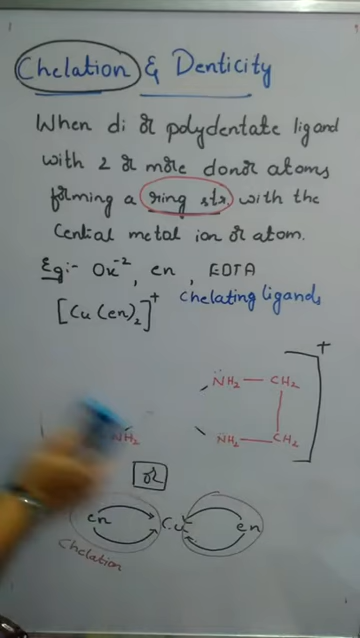 Chelation & Denticity
When di or polydentate ligand
with 2 or more donor atoms
forming a ring str. with the
Central metal ion or atom.
Eg:- Ox⁻², en, EDTA
chelating ligands
[Cu(en)₂]⁺
+
N̈H₂—CH₂
NH₂
N̈H₂—CH₂
or
en Cu en
Chelation